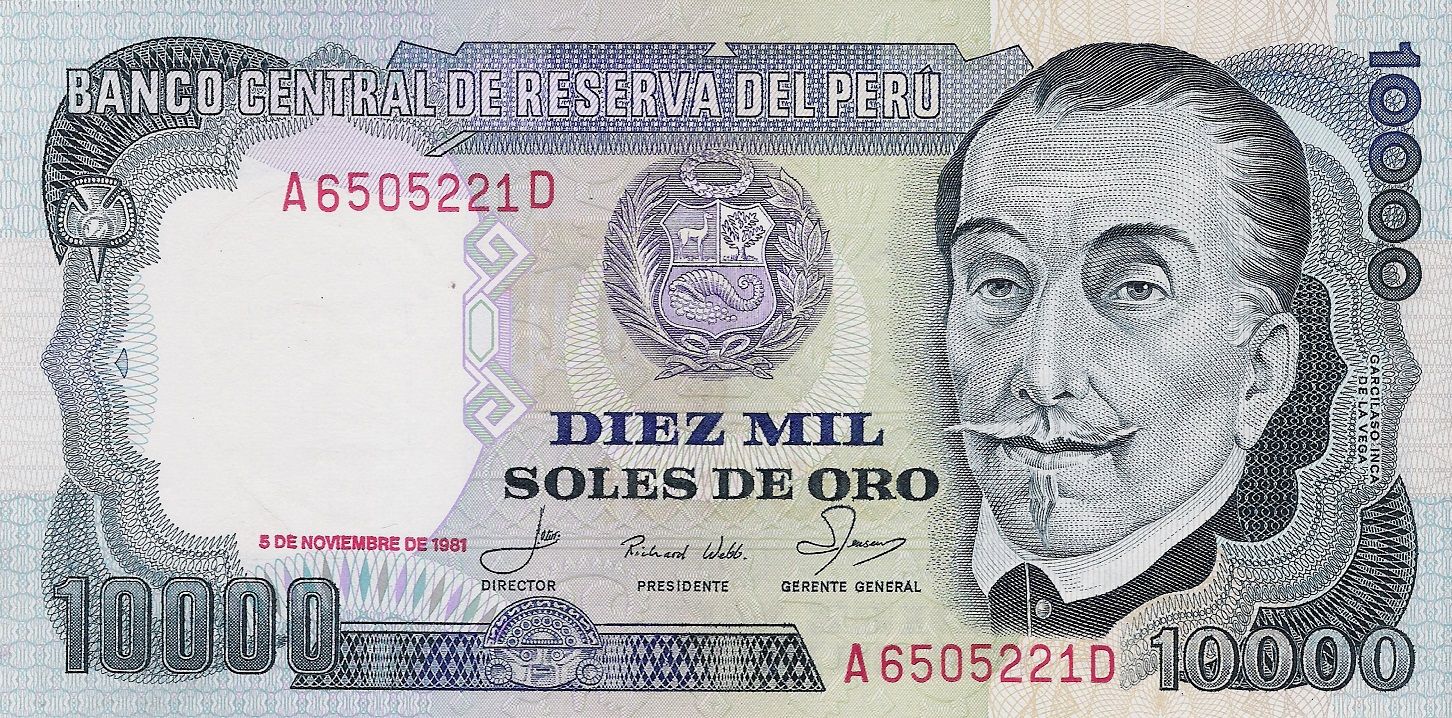 BANCO CENTRAL DE RESERVA DEL PERÚ
10000
A6505221D
GARCILASO INCA
DE LA VEGA
DIEZ MIL
SOLES DE ORO
5 DE NOVIEMBRE DE 1981
Richard Webb.
DIRECTOR
PRESIDENTE
GERENTE GENERAL
10000
A6505221D
10000